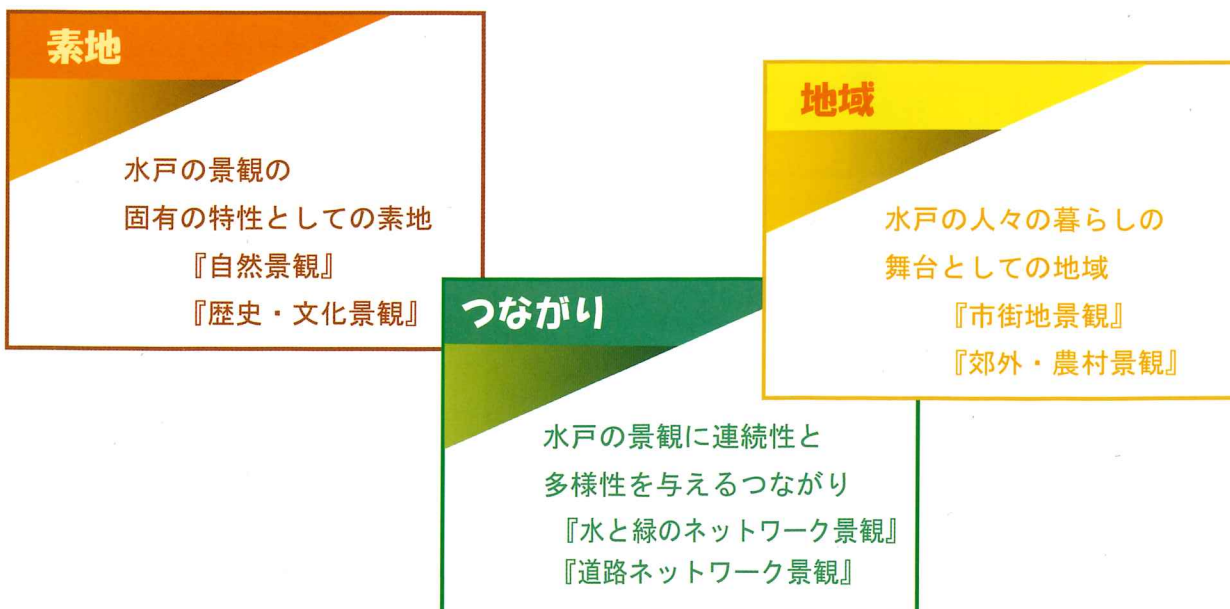 素地
水戸の景観の
固有の特性としての素地
『自然景観』
『歴史・文化景観』
つながり
水戸の景観に連続性と
多様性を与えるつながり
『水と緑のネットワーク景観』
『道路ネットワーク景観』
地域
水戸の人々の暮らしの
舞台としての地域
『市街地景観』
『郊外・農村景観』